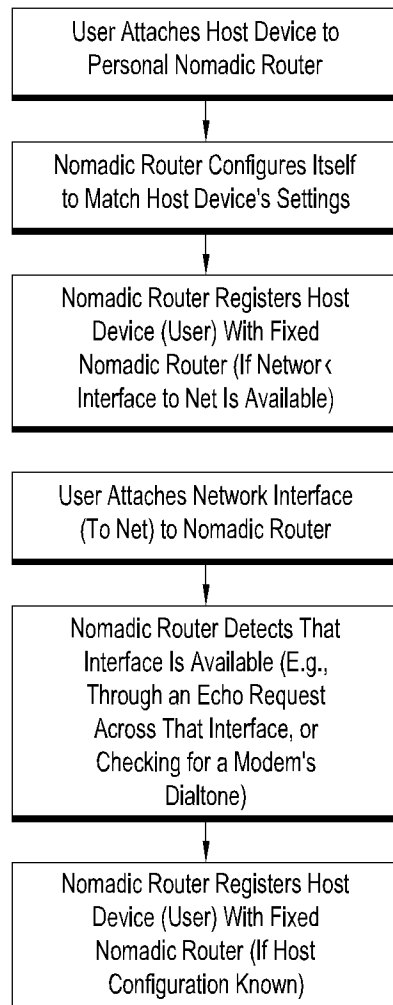 User Attaches Host Device to
Personal Nomadic Router
Nomadic Router Configures Itself
to Match Host Device's Settings
Nomadic Router Registers Host
Device (User) With Fixed
Nomadic Router (If Network
Interface to Net Is Available)
User Attaches Network Interface
(To Net) to Nomadic Router
Nomadic Router Detects That
Interface Is Available (E.g.,
Through an Echo Request
Across That Interface, or
Checking for a Modem's
Dialtone)
Nomadic Router Registers Host
Device (User) With Fixed
Nomadic Router (If Host
Configuration Known)